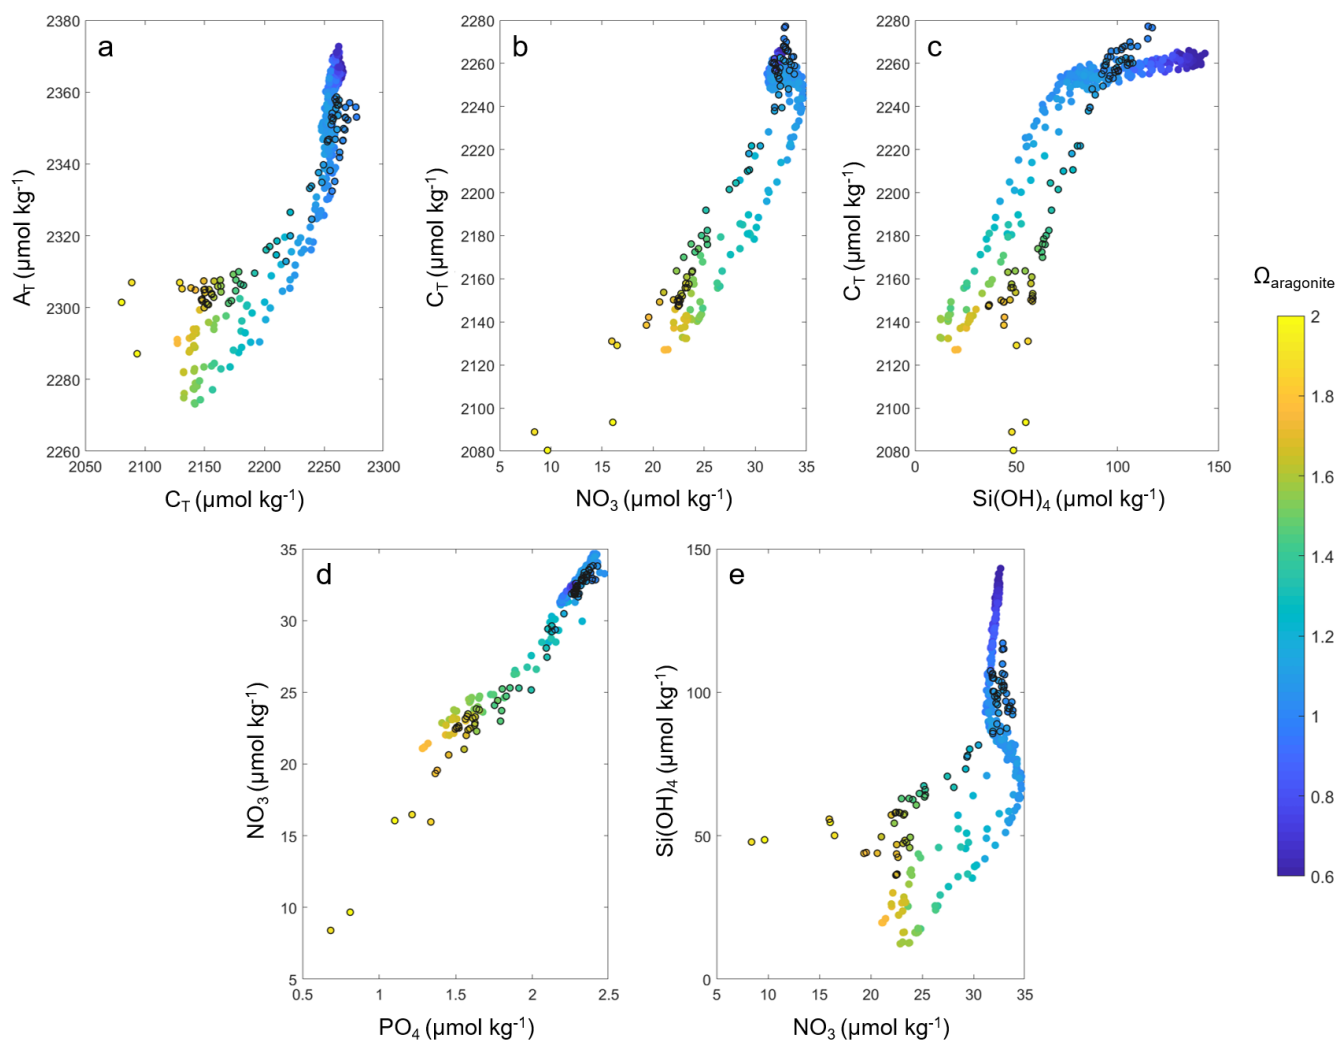 a
2380
2360
2340
2320
2300
2280
2260
A_T (µmol kg⁻¹)
2050 2100 2150 2200 2250 2300
C_T (µmol kg⁻¹)
b
2280
2260
2240
2220
2200
2180
2160
2140
2120
2100
2080
C_T (µmol kg⁻¹)
5 10 15 20 25 30 35
NO₃ (µmol kg⁻¹)
c
2280
2260
2240
2220
2200
2180
2160
2140
2120
2100
2080
C_T (µmol kg⁻¹)
0 50 100 150
Si(OH)₄ (µmol kg⁻¹)
d
35
30
25
20
15
10
5
NO₃ (µmol kg⁻¹)
0.5 1 1.5 2 2.5
PO₄ (µmol kg⁻¹)
e
150
100
50
0
Si(OH)₄ (µmol kg⁻¹)
5 10 15 20 25 30 35
NO₃ (µmol kg⁻¹)
Ω_aragonite
2
1.8
1.6
1.4
1.2
1
0.8
0.6